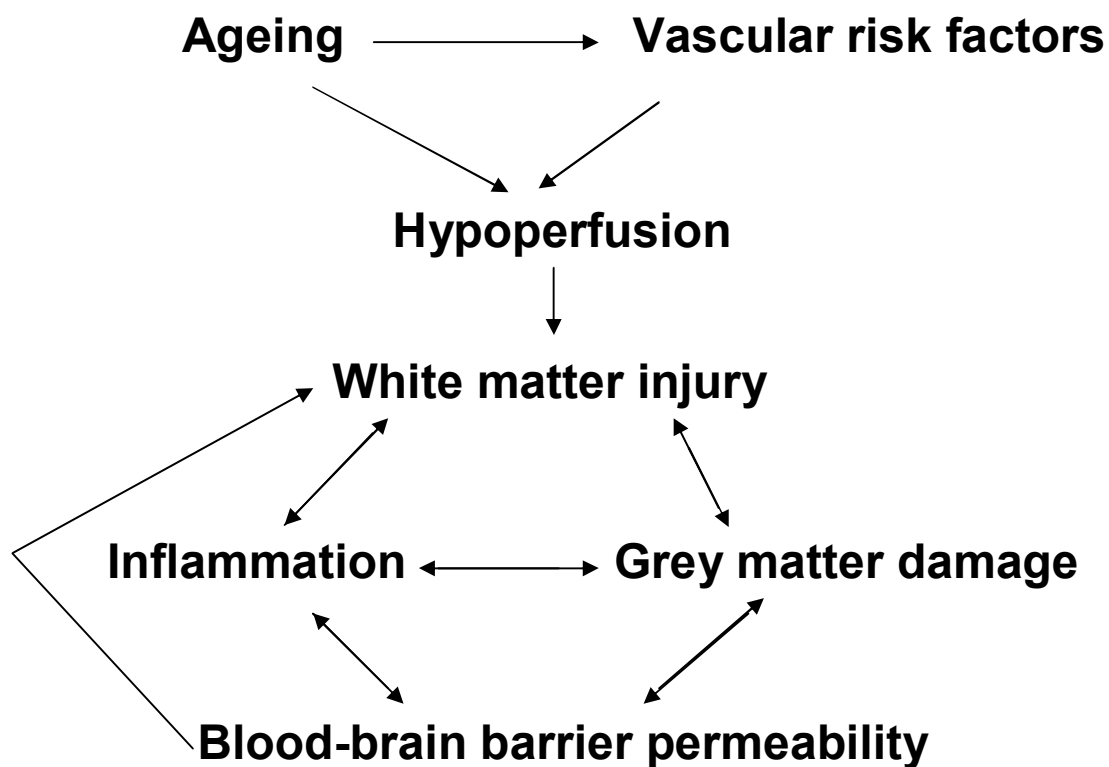 Ageing Vascular risk factors
Hypoperfusion
White matter injury
Inflammation Grey matter damage
Blood-brain barrier permeability